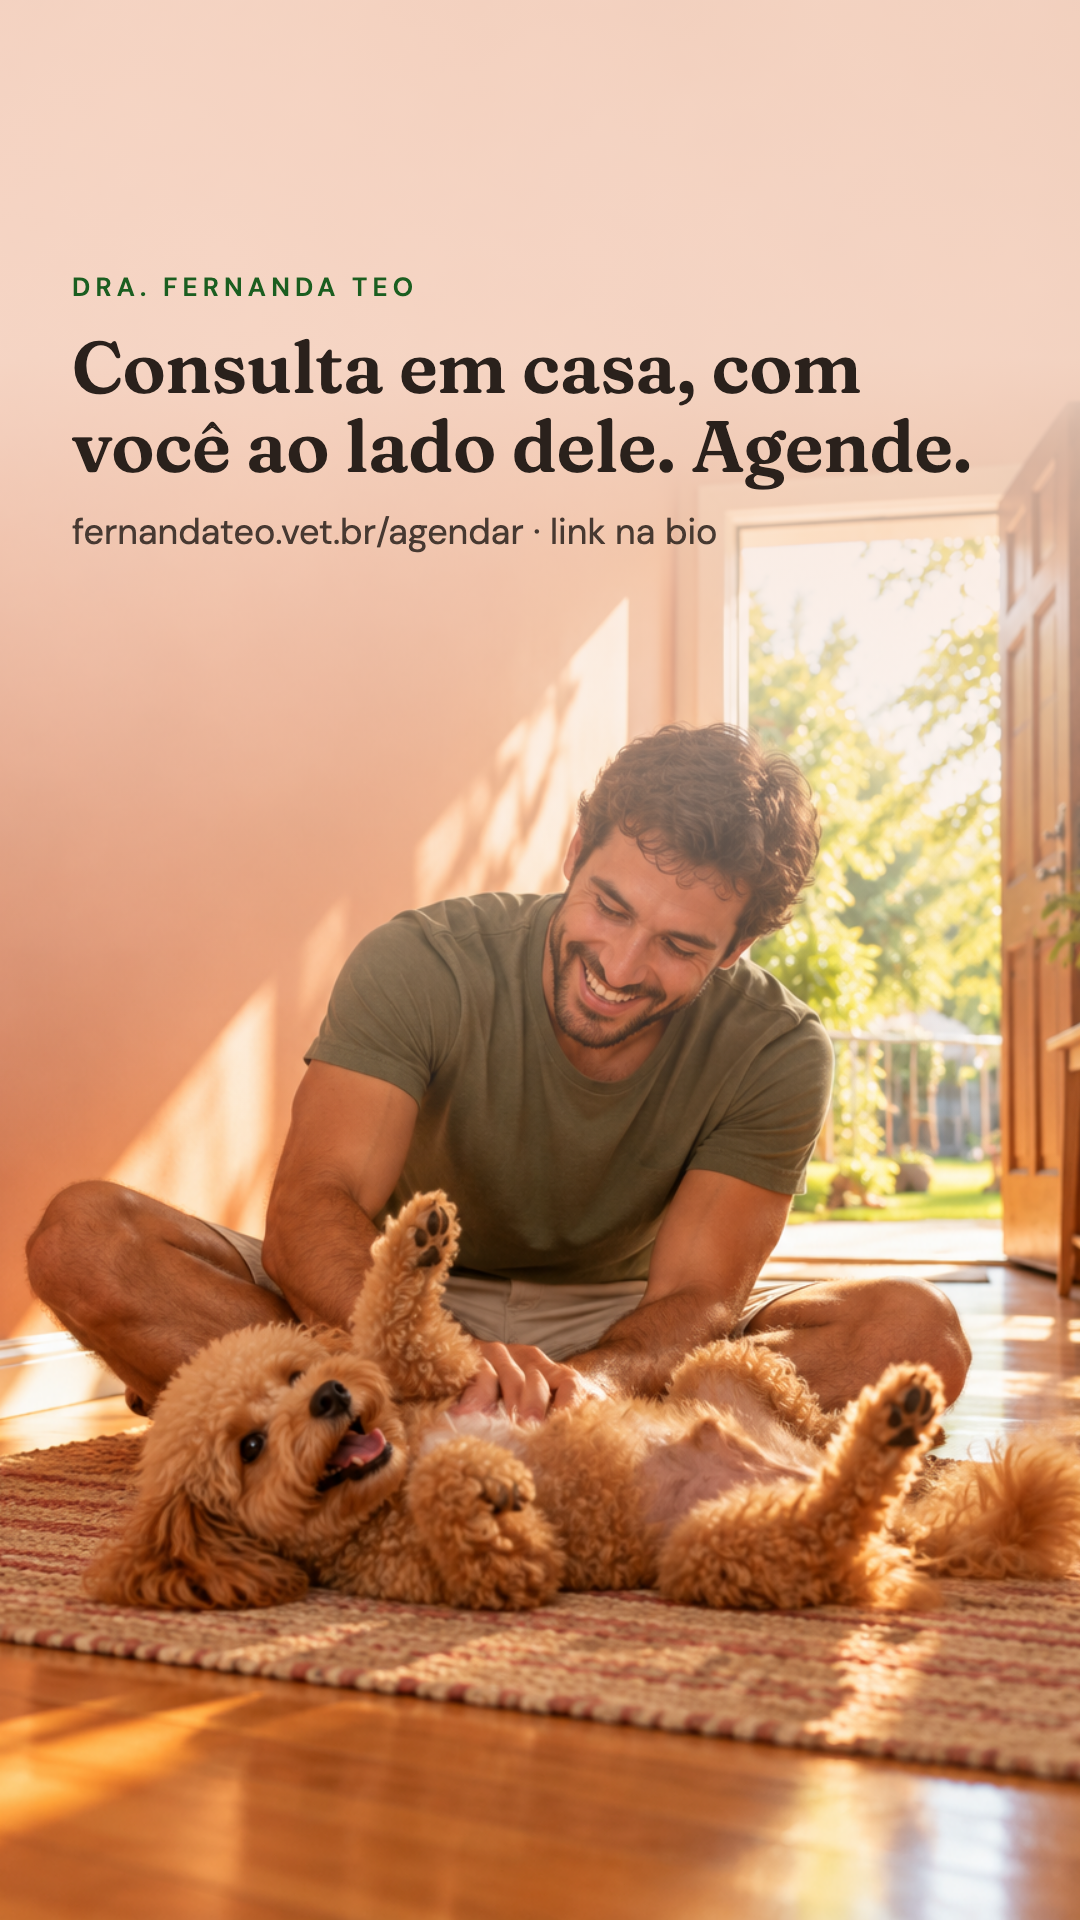 DRA. FERNANDA TEO
Consulta em casa, com
você ao lado dele. Agende.
fernandateo.vet.br/agendar · link na bio